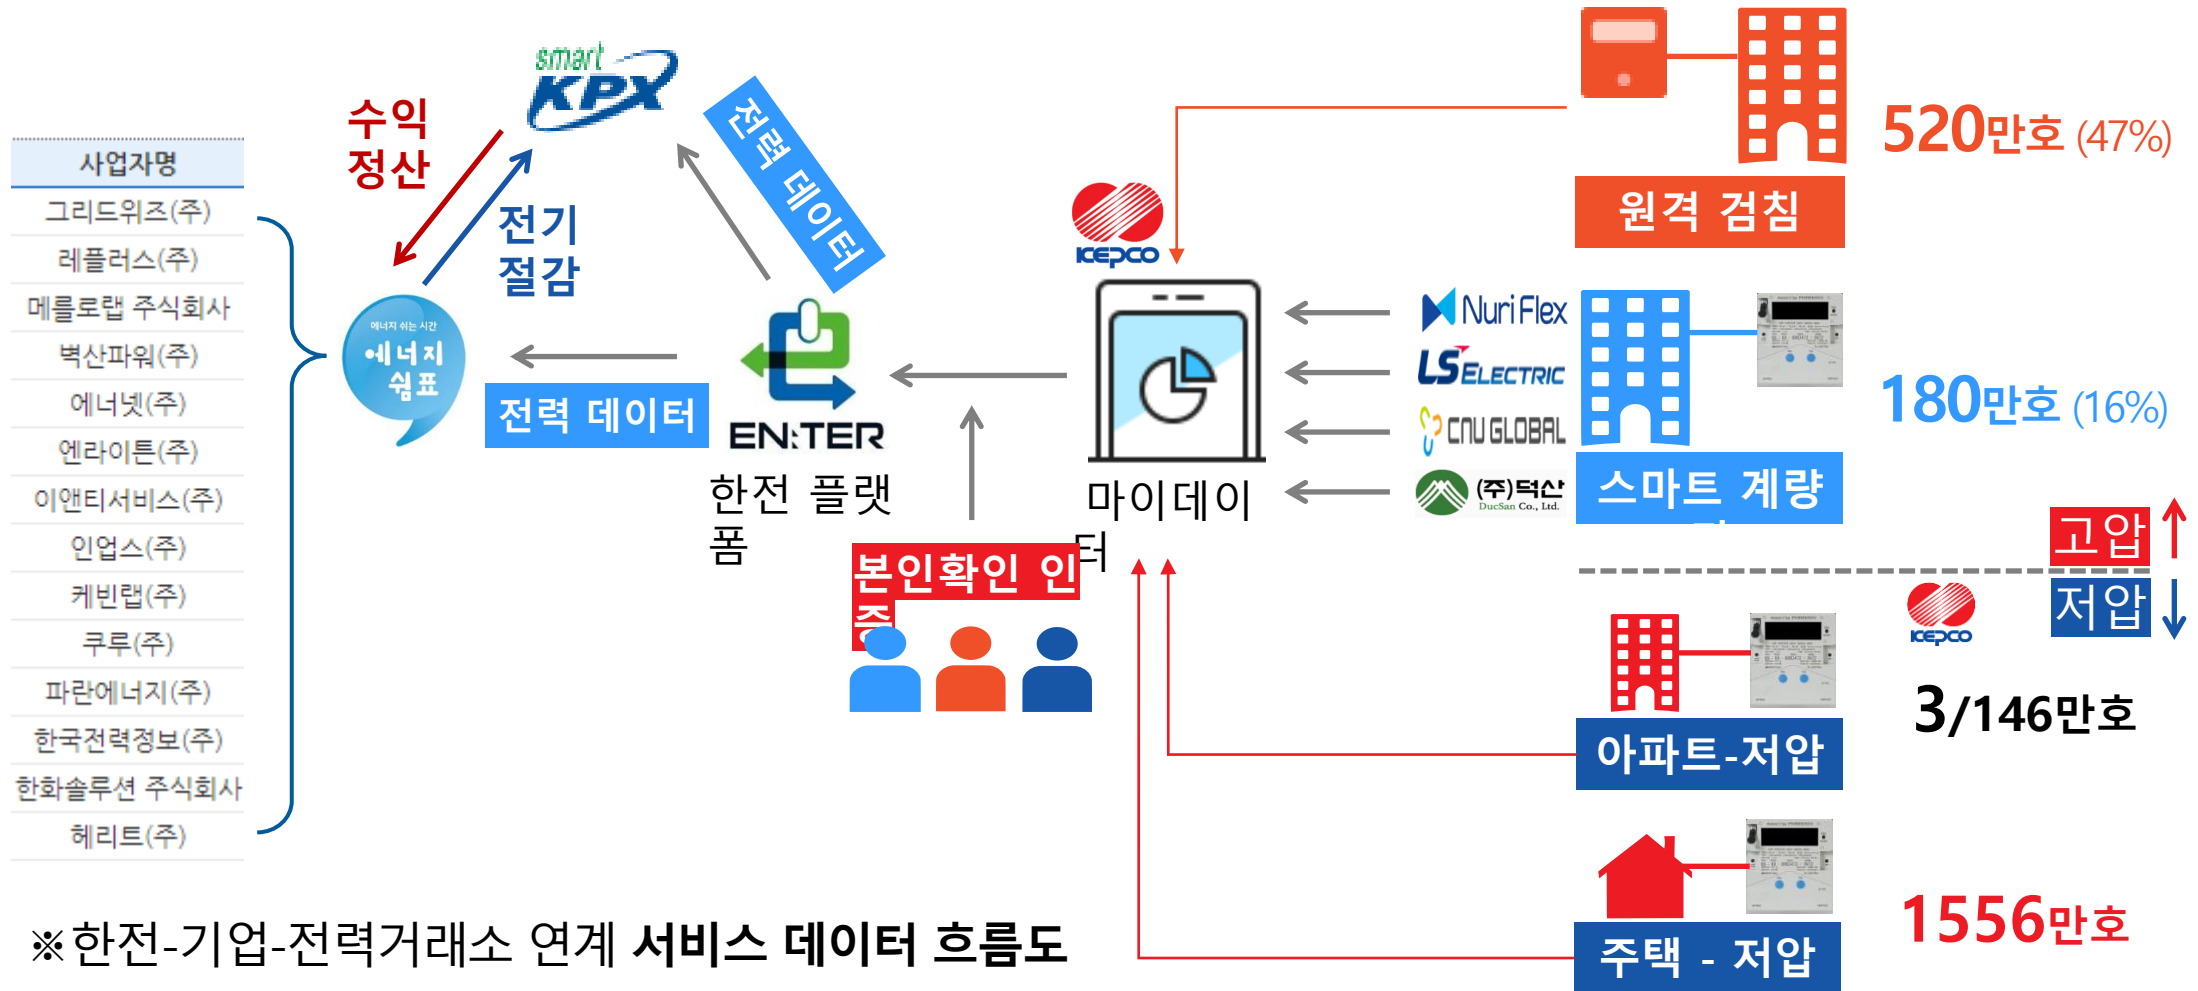 사업자명
그리드위즈(주)
레플러스(주)
메를로랩 주식회사
벽산파워(주)
에너넷(주)
엔라이튼(주)
이앤티서비스(주)
인업스(주)
케빈랩(주)
쿠루(주)
파란에너지(주)
한국전력정보(주)
한화솔루션 주식회사
헤리트(주)
smart
KPX
수익
정산
전기
절감
에너지 쉬는 시간
에너지
쉼표
전력 데이터
전력 데이터
EN:TER
한전 플랫
폼
본인확인 인
증
KEPCO
마이데이
터
NuriFlex
LS ELECTRIC
CNU GLOBAL
(주)덕산
DucSan Co., Ltd.
원격 검침
520만호 (47%)
스마트 계량
180만호 (16%)
고압
저압
KEPCO
아파트-저압
3/146만호
주택 - 저압
1556만호
※한전-기업-전력거래소 연계 서비스 데이터 흐름도